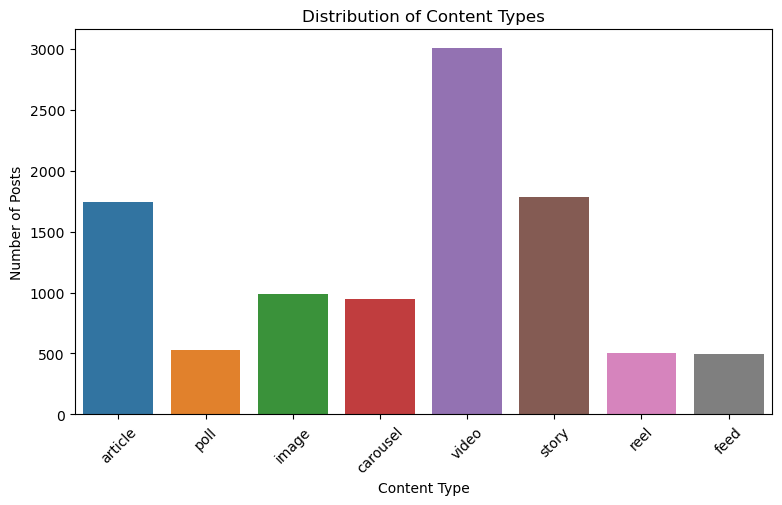 Distribution of Content Types
Number of Posts
3000
2500
2000
1500
1000
500
0
article
poll
image
carousel
video
story
reel
feed
Content Type